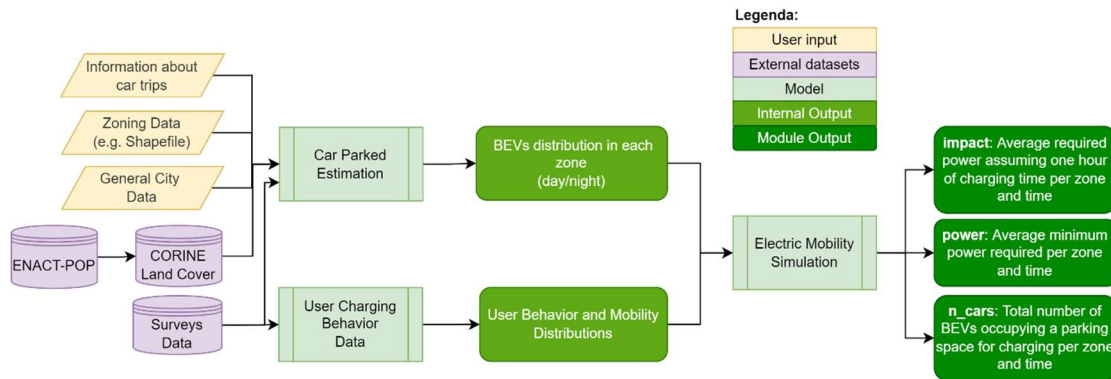 Legenda:
User input
External datasets
Model
Internal Output
Module Output
Information about
car trips
Zoning Data
(e.g. Shapefile)
General City
Data
ENACT-POP
CORINE
Land Cover
Surveys
Data
Car Parked
Estimation
User Charging
Behavior
Data
BEVs distribution in each
zone
(day/night)
User Behavior and Mobility
Distributions
Electric Mobility
Simulation
impact: Average required
power assuming one hour
of charging time per zone
and time
power: Average minimum
power required per zone
and time
n_cars: Total number of
BEVs occupying a parking
space for charging per zone
and time